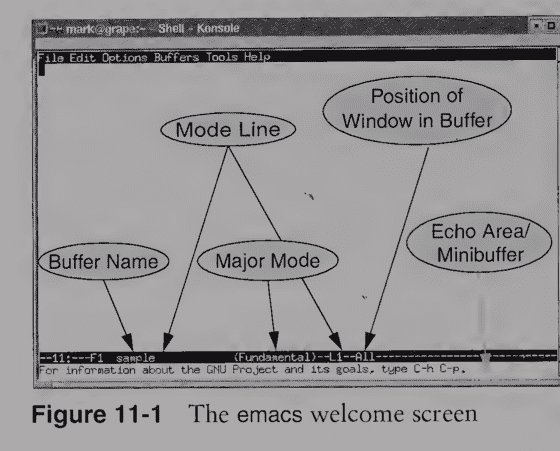 mark@grape:~ Shell - Konsole
File Edit Options Buffers Tools Help
Position of
Window in Buffer
Mode Line
Echo Area/
Minibuffer
Buffer Name
Major Mode
--11:---F1 sample (Fundamental)--L1--All--------------------
For information about the GNU Project and its goals, type C-h C-p.
Figure 11-1 The emacs welcome screen